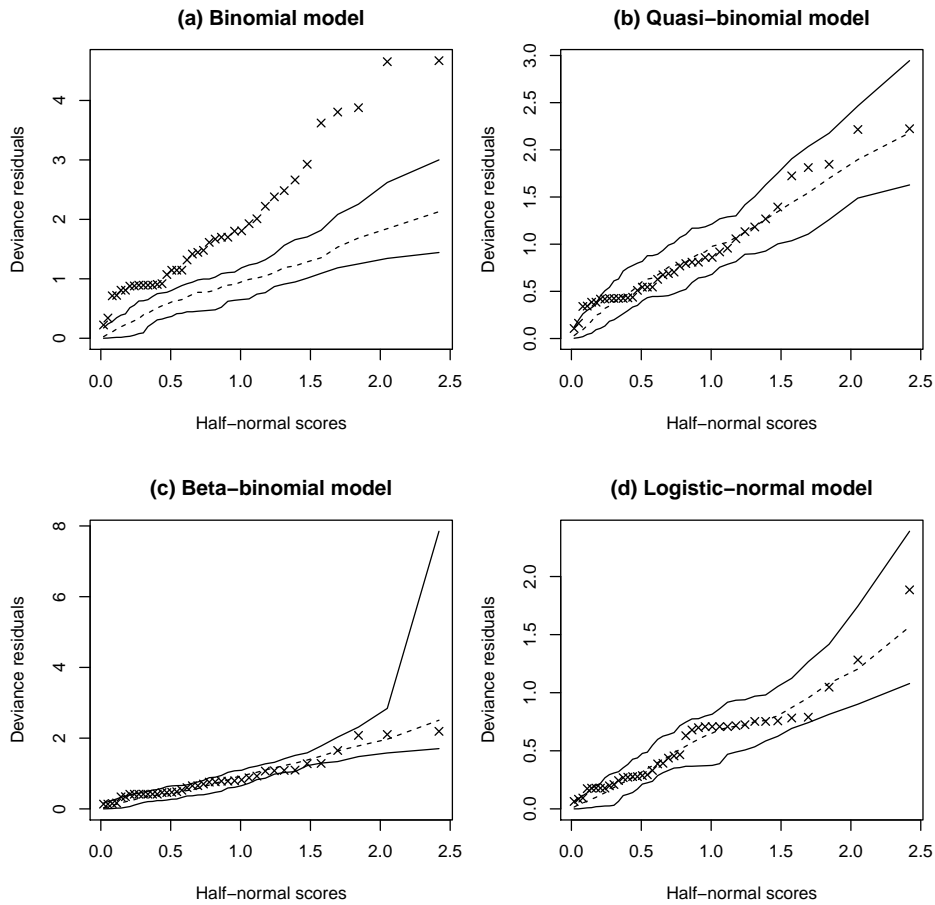 (a) Binomial model
Deviance residuals
0 1 2 3 4
0.0 0.5 1.0 1.5 2.0 2.5
Half−normal scores
(b) Quasi−binomial model
Deviance residuals
0.0 0.5 1.0 1.5 2.0 2.5 3.0
0.0 0.5 1.0 1.5 2.0 2.5
Half−normal scores
(c) Beta−binomial model
Deviance residuals
0 2 4 6 8
0.0 0.5 1.0 1.5 2.0 2.5
Half−normal scores
(d) Logistic−normal model
Deviance residuals
0.0 0.5 1.0 1.5 2.0
0.0 0.5 1.0 1.5 2.0 2.5
Half−normal scores